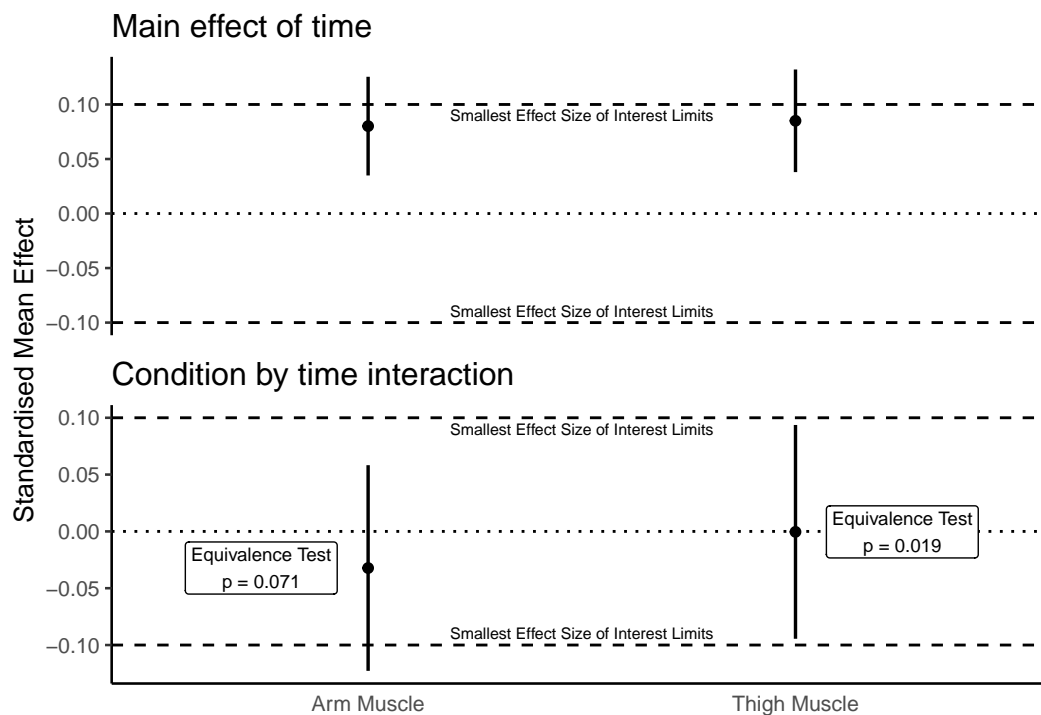 Main effect of time
Standardised Mean Effect
0.10
Smallest Effect Size of Interest Limits
0.05
0.00
−0.05
Smallest Effect Size of Interest Limits
−0.10
Condition by time interaction
0.10
Smallest Effect Size of Interest Limits
0.05
0.00
Equivalence Test
p = 0.019
Equivalence Test
p = 0.071
−0.05
Smallest Effect Size of Interest Limits
−0.10
Arm Muscle
Thigh Muscle